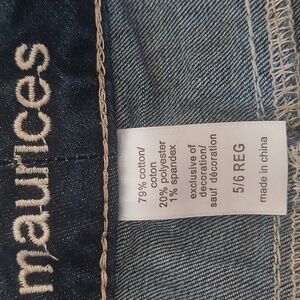 maurices
79% cotton/
coton
20% polyester
1% spandex
exclusive of
decoration/
sauf décoration
5/6 REG
made in china